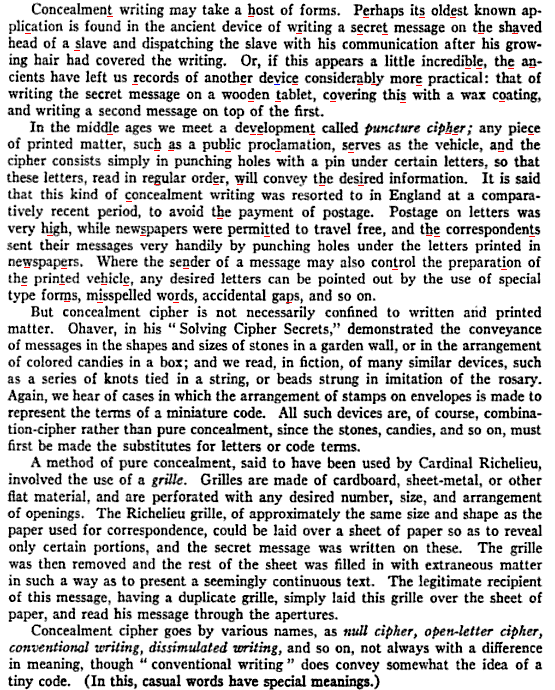 Concealment writing may take a host of forms. Perhaps its oldest known ap-
plication is found in the ancient device of writing a secret message on the shaved
head of a slave and dispatching the slave with his communication after his grow-
ing hair had covered the writing. Or, if this appears a little incredible, the an-
cients have left us records of another device considerably more practical: that of
writing the secret message on a wooden tablet, covering this with a wax coating,
and writing a second message on top of the first.
In the middle ages we meet a development called puncture cipher; any piece
of printed matter, such as a public proclamation, serves as the vehicle, and the
cipher consists simply in punching holes with a pin under certain letters, so that
these letters, read in regular order, will convey the desired information. It is said
that this kind of concealment writing was resorted to in England at a compara-
tively recent period, to avoid the payment of postage. Postage on letters was
very high, while newspapers were permitted to travel free, and the correspondents
sent their messages very handily by punching holes under the letters printed in
newspapers. Where the sender of a message may also control the preparation of
the printed vehicle, any desired letters can be pointed out by the use of special
type forms, misspelled words, accidental gaps, and so on.
But concealment cipher is not necessarily confined to written and printed
matter. Ohaver, in his “Solving Cipher Secrets,” demonstrated the conveyance
of messages in the shapes and sizes of stones in a garden wall, or in the arrangement
of colored candies in a box; and we read, in fiction, of many similar devices, such
as a series of knots tied in a string, or beads strung in imitation of the rosary.
Again, we hear of cases in which the arrangement of stamps on envelopes is made to
represent the terms of a miniature code. All such devices are, of course, combina-
tion-cipher rather than pure concealment, since the stones, candies, and so on, must
first be made the substitutes for letters or code terms.
A method of pure concealment, said to have been used by Cardinal Richelieu,
involved the use of a grille. Grilles are made of cardboard, sheet-metal, or other
flat material, and are perforated with any desired number, size, and arrangement
of openings. The Richelieu grille, of approximately the same size and shape as the
paper used for correspondence, could be laid over a sheet of paper so as to reveal
only certain portions, and the secret message was written on these. The grille
was then removed and the rest of the sheet was filled in with extraneous matter
in such a way as to present a seemingly continuous text. The legitimate recipient
of this message, having a duplicate grille, simply laid this grille over the sheet of
paper, and read his message through the apertures.
Concealment cipher goes by various names, as null cipher, open-letter cipher,
conventional writing, dissimulated writing, and so on, not always with a difference
in meaning, though “conventional writing” does convey somewhat the idea of a
tiny code. (In this, casual words have special meanings.)